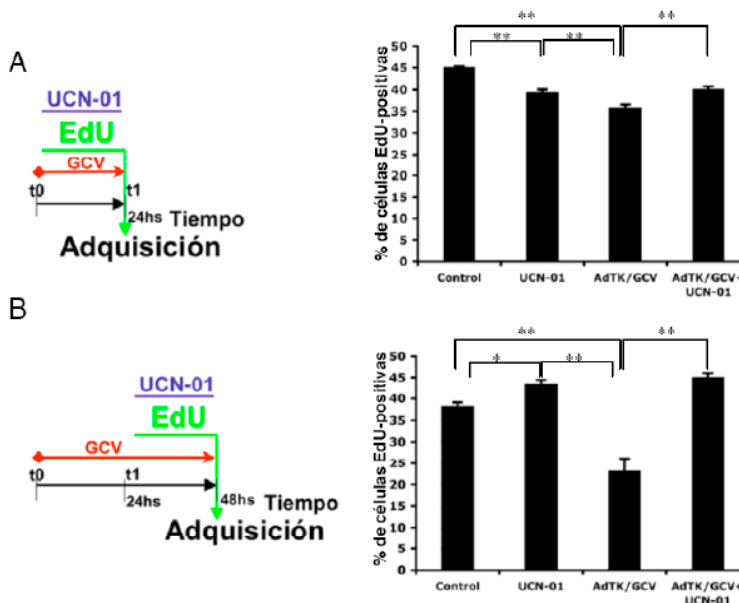 A
UCN-01
EdU
GCV
t0
t1
24hs Tiempo
Adquisición
% de células EdU-positivas
50
45
40
35
30
25
20
15
10
5
0
**
**
**
**
Control
UCN-01
AdTK/GCV
AdTK/GCV+
UCN-01
B
UCN-01
EdU
GCV
t0
t1
24hs
48hs Tiempo
Adquisición
% de células EdU-positivas
50
45
40
35
30
25
20
15
10
5
0
**
**
*
**
Control
UCN-01
AdTK/GCV
AdTK/GCV+
UCN-01